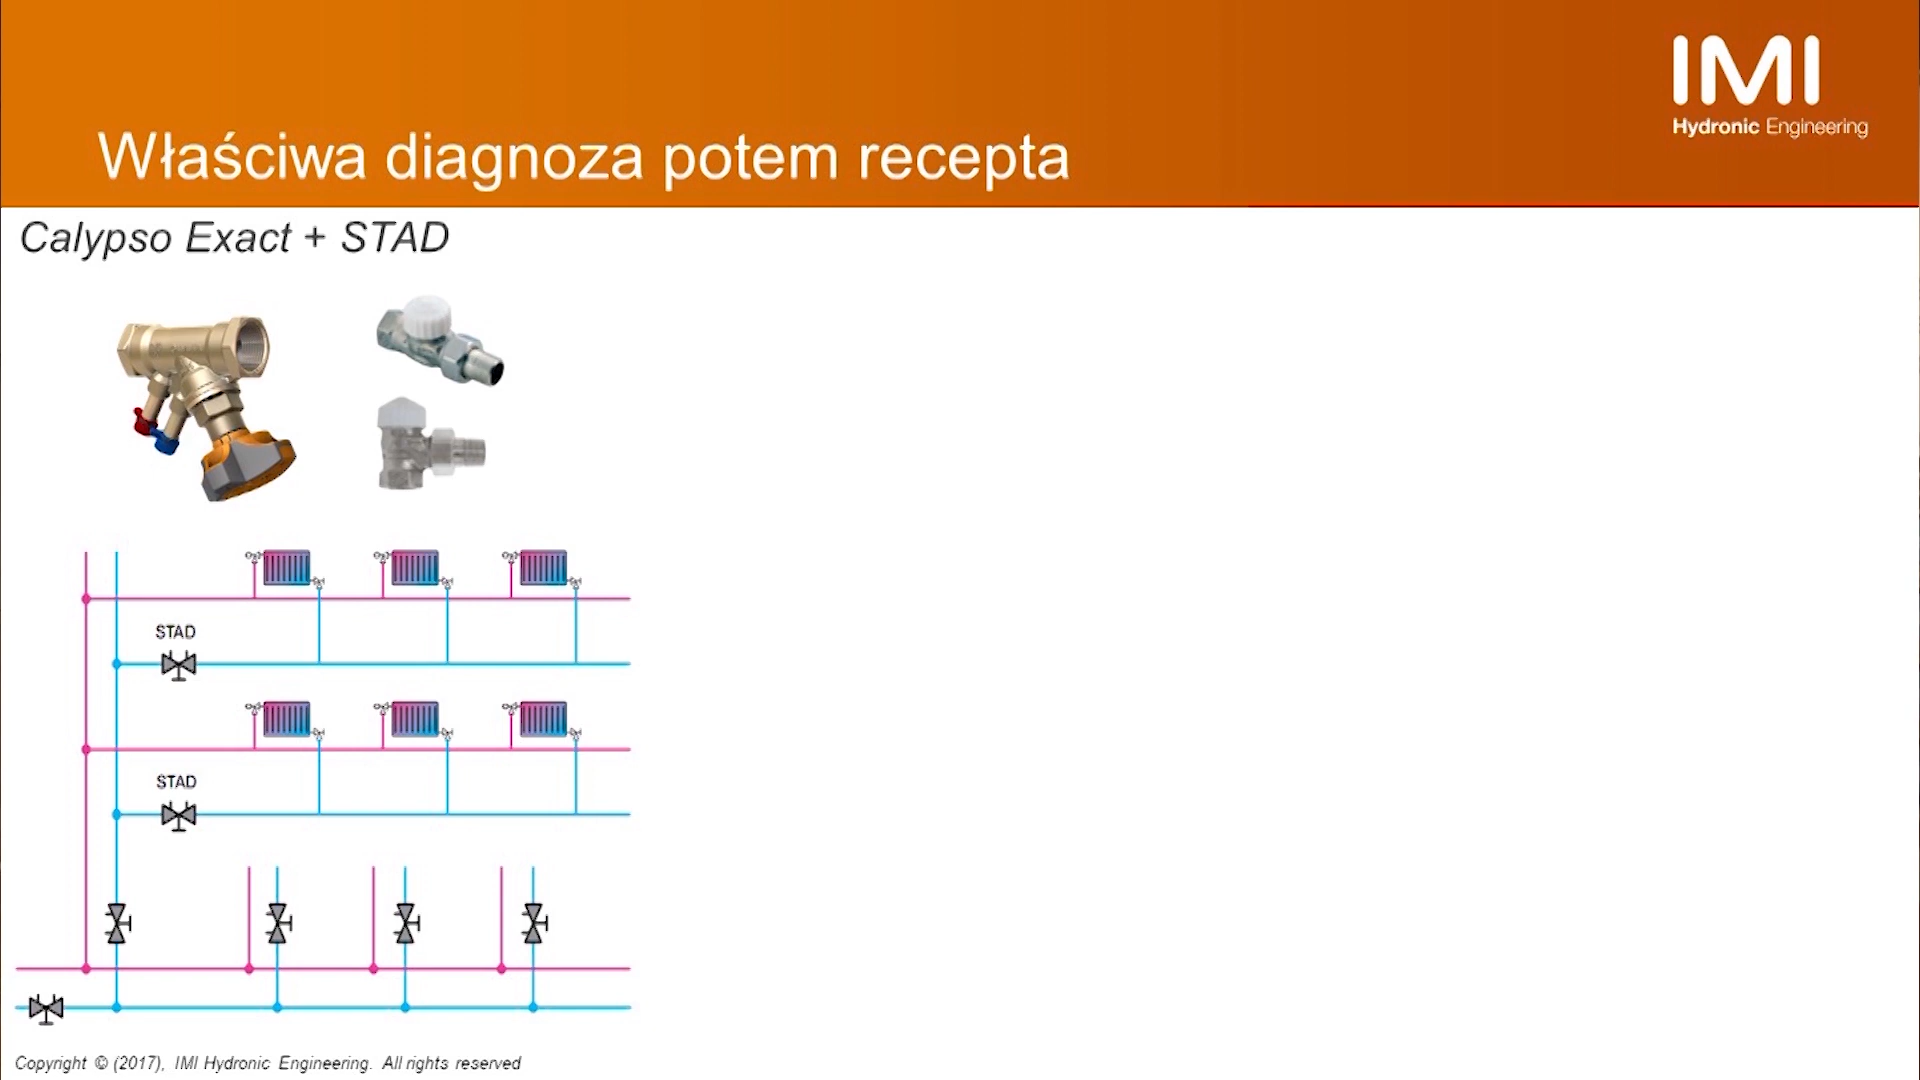 IMI
Hydronic Engineering
Właściwa diagnoza potem recepta
Calypso Exact + STAD
STAD
STAD
Copyright © (2017), IMI Hydronic Engineering. All rights reserved